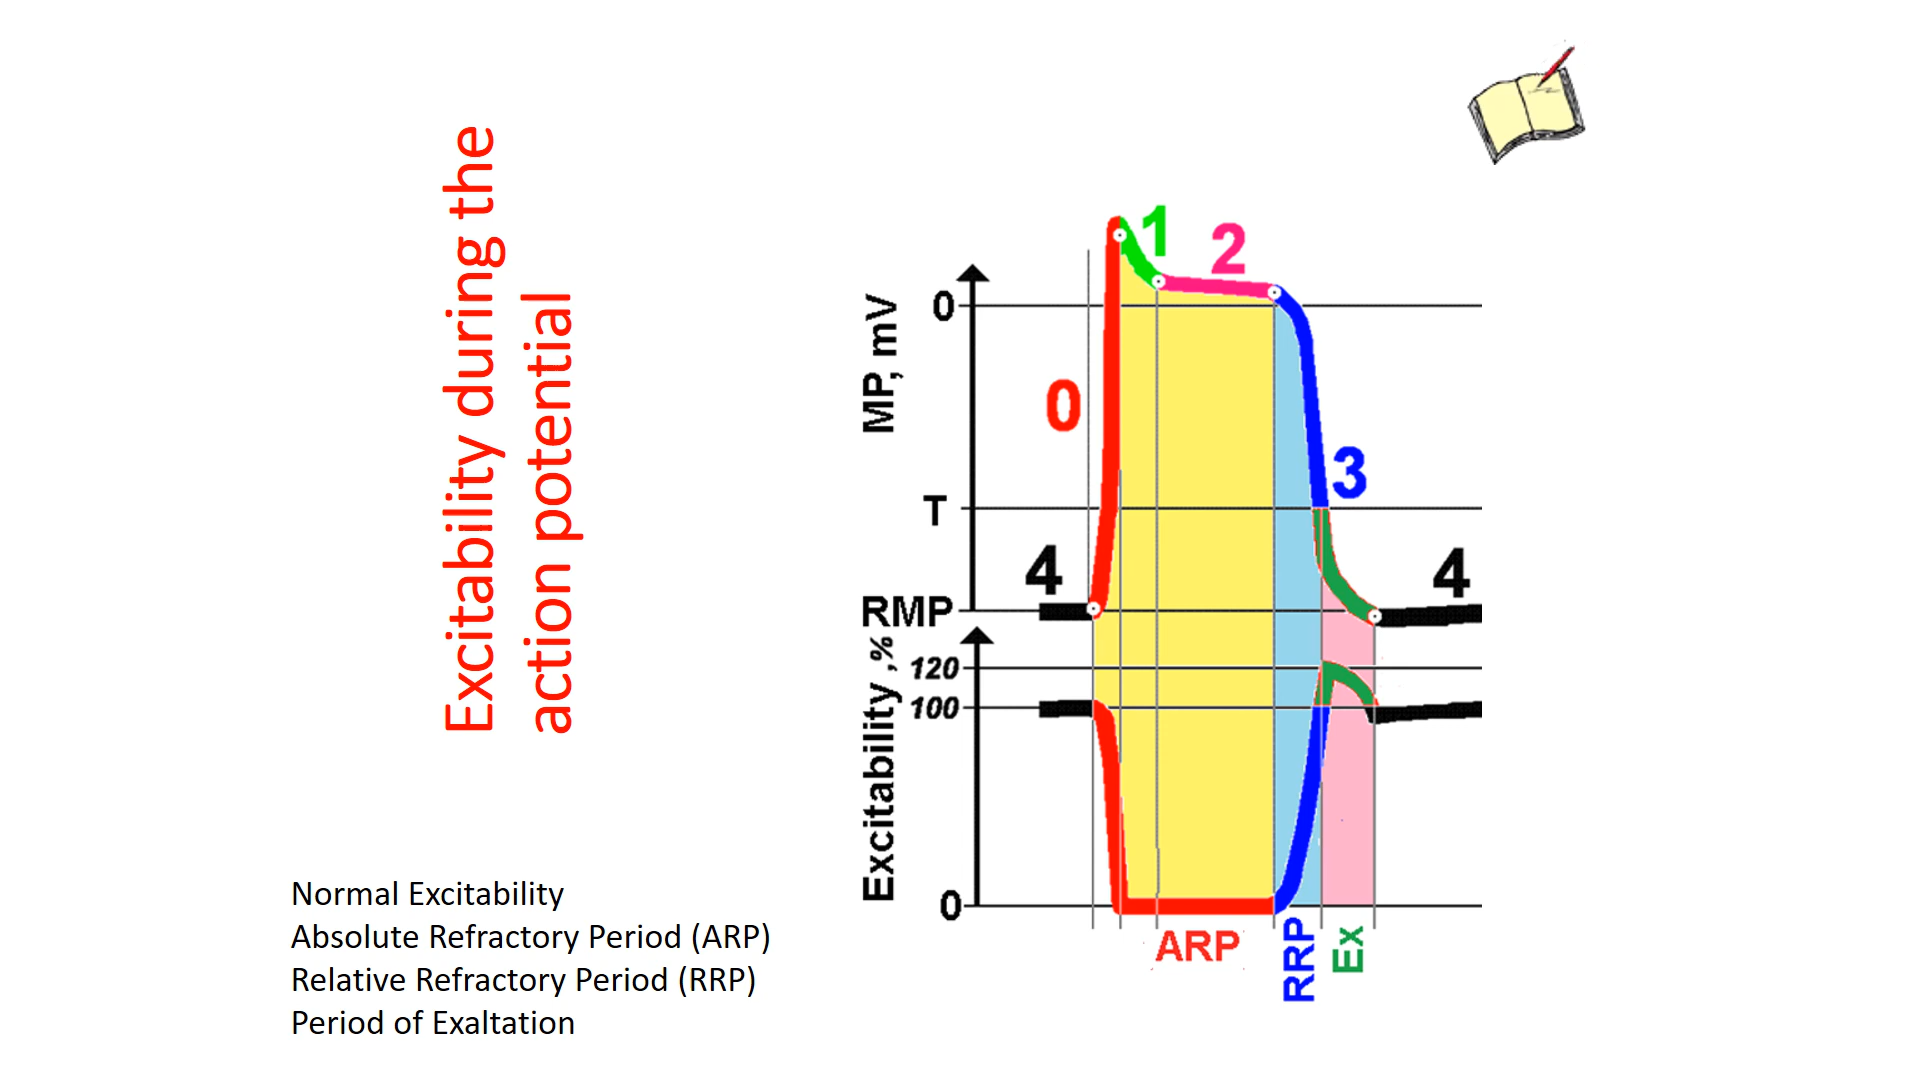 Excitability during the
action potential
1
2
MP, mV
0
0
T
3
4
4
RMP
Excitability ,%
120
100
0
ARP
RRP
Ex
Normal Excitability
Absolute Refractory Period (ARP)
Relative Refractory Period (RRP)
Period of Exaltation